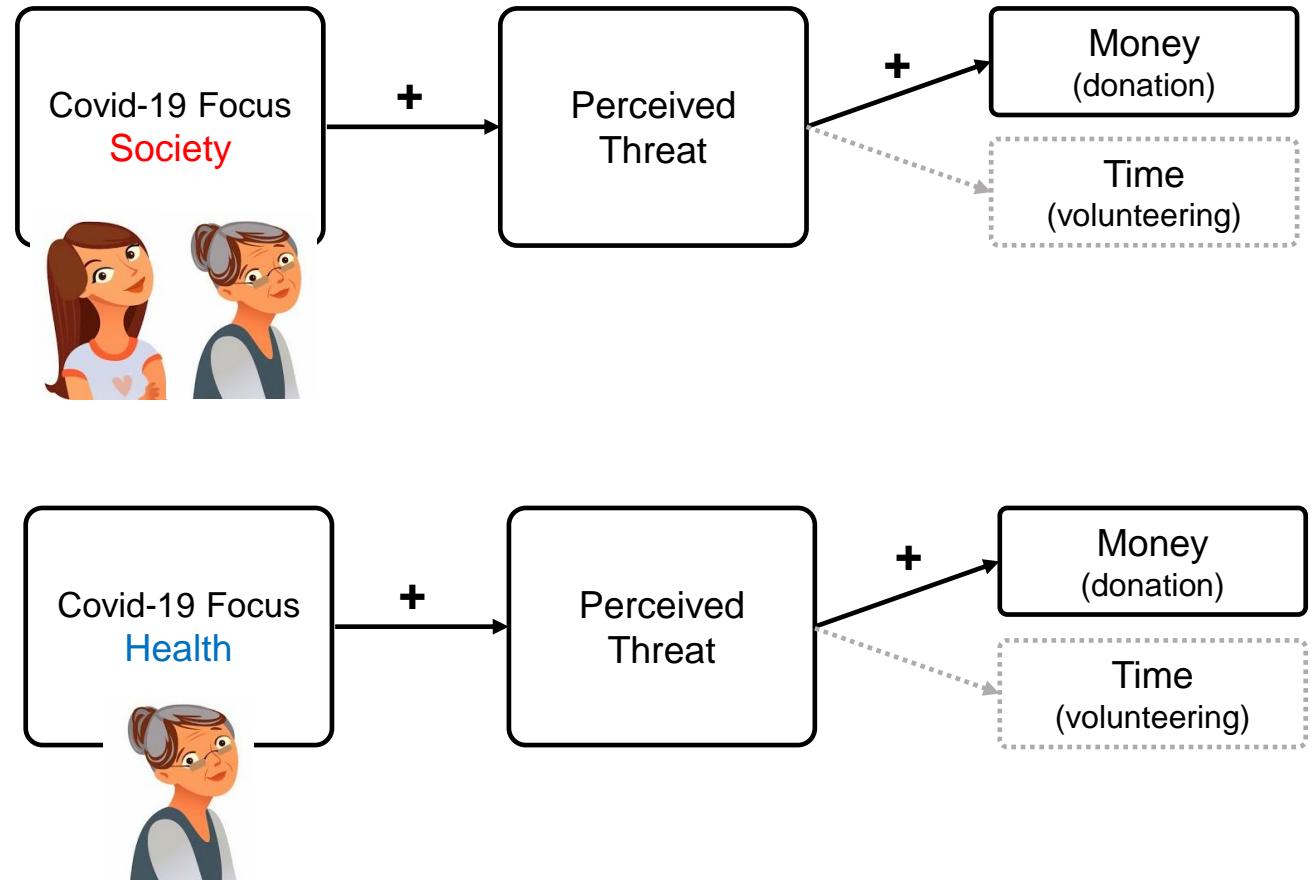 Covid-19 Focus
Society
+
Perceived
Threat
+
Money
(donation)
Time
(volunteering)
Covid-19 Focus
Health
+
Perceived
Threat
+
Money
(donation)
Time
(volunteering)